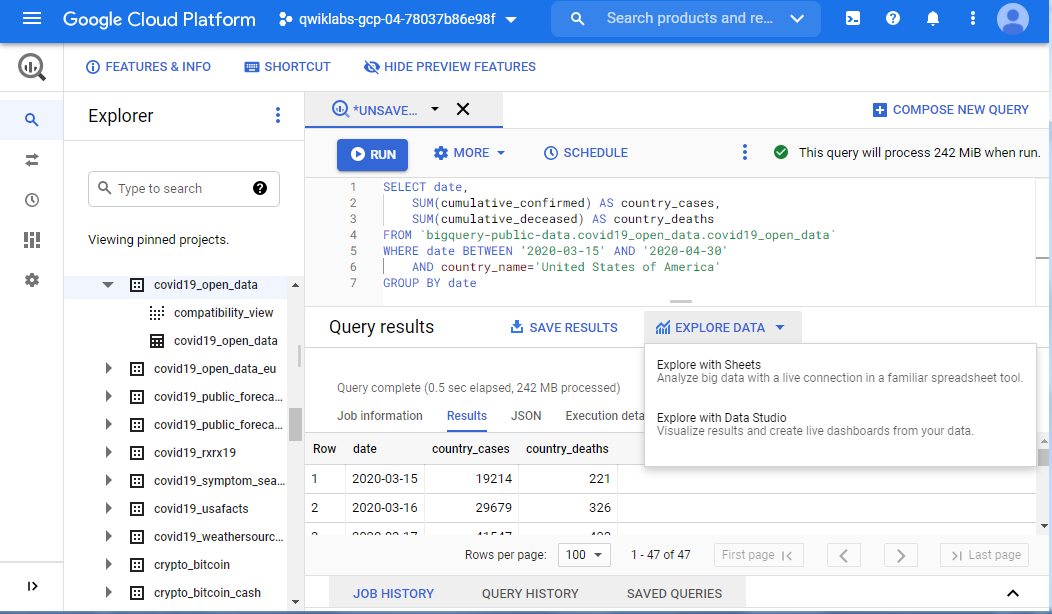 Google Cloud Platform
qwiklabs-gcp-04-78037b86e98f
Search products and re...
FEATURES & INFO
SHORTCUT
HIDE PREVIEW FEATURES
Explorer
*UNSAVE...
COMPOSE NEW QUERY
RUN
MORE
SCHEDULE
This query will process 242 MiB when run.
Type to search
Viewing pinned projects.
1 SELECT date,
2 SUM(cumulative_confirmed) AS country_cases,
3 SUM(cumulative_deceased) AS country_deaths
4 FROM `bigquery-public-data.covid19_open_data.covid19_open_data`
5 WHERE date BETWEEN '2020-03-15' AND '2020-04-30'
6 AND country_name='United States of America'
7 GROUP BY date
covid19_open_data
compatibility_view
covid19_open_data
covid19_open_data_eu
covid19_public_foreca...
covid19_public_foreca...
covid19_rxrx19
covid19_symptom_sea...
covid19_usafacts
covid19_weathersourc...
crypto_bitcoin
crypto_bitcoin_cash
Query results
SAVE RESULTS
EXPLORE DATA
Explore with Sheets
Analyze big data with a live connection in a familiar spreadsheet tool.
Explore with Data Studio
Visualize results and create live dashboards from your data.
Query complete (0.5 sec elapsed, 242 MB processed)
Job information
Results
JSON
Execution deta
Row date country_cases country_deaths
1 2020-03-15 19214 221
2 2020-03-16 29679 326
Rows per page:
100
1 - 47 of 47
First page
Last page
JOB HISTORY
QUERY HISTORY
SAVED QUERIES